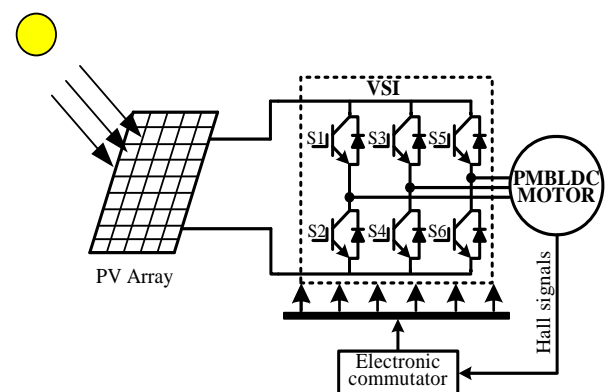 VSI
S1
S3
S5
PMBLDC
MOTOR
S2
S4
S6
PV Array
Hall signals
Electronic
commutator